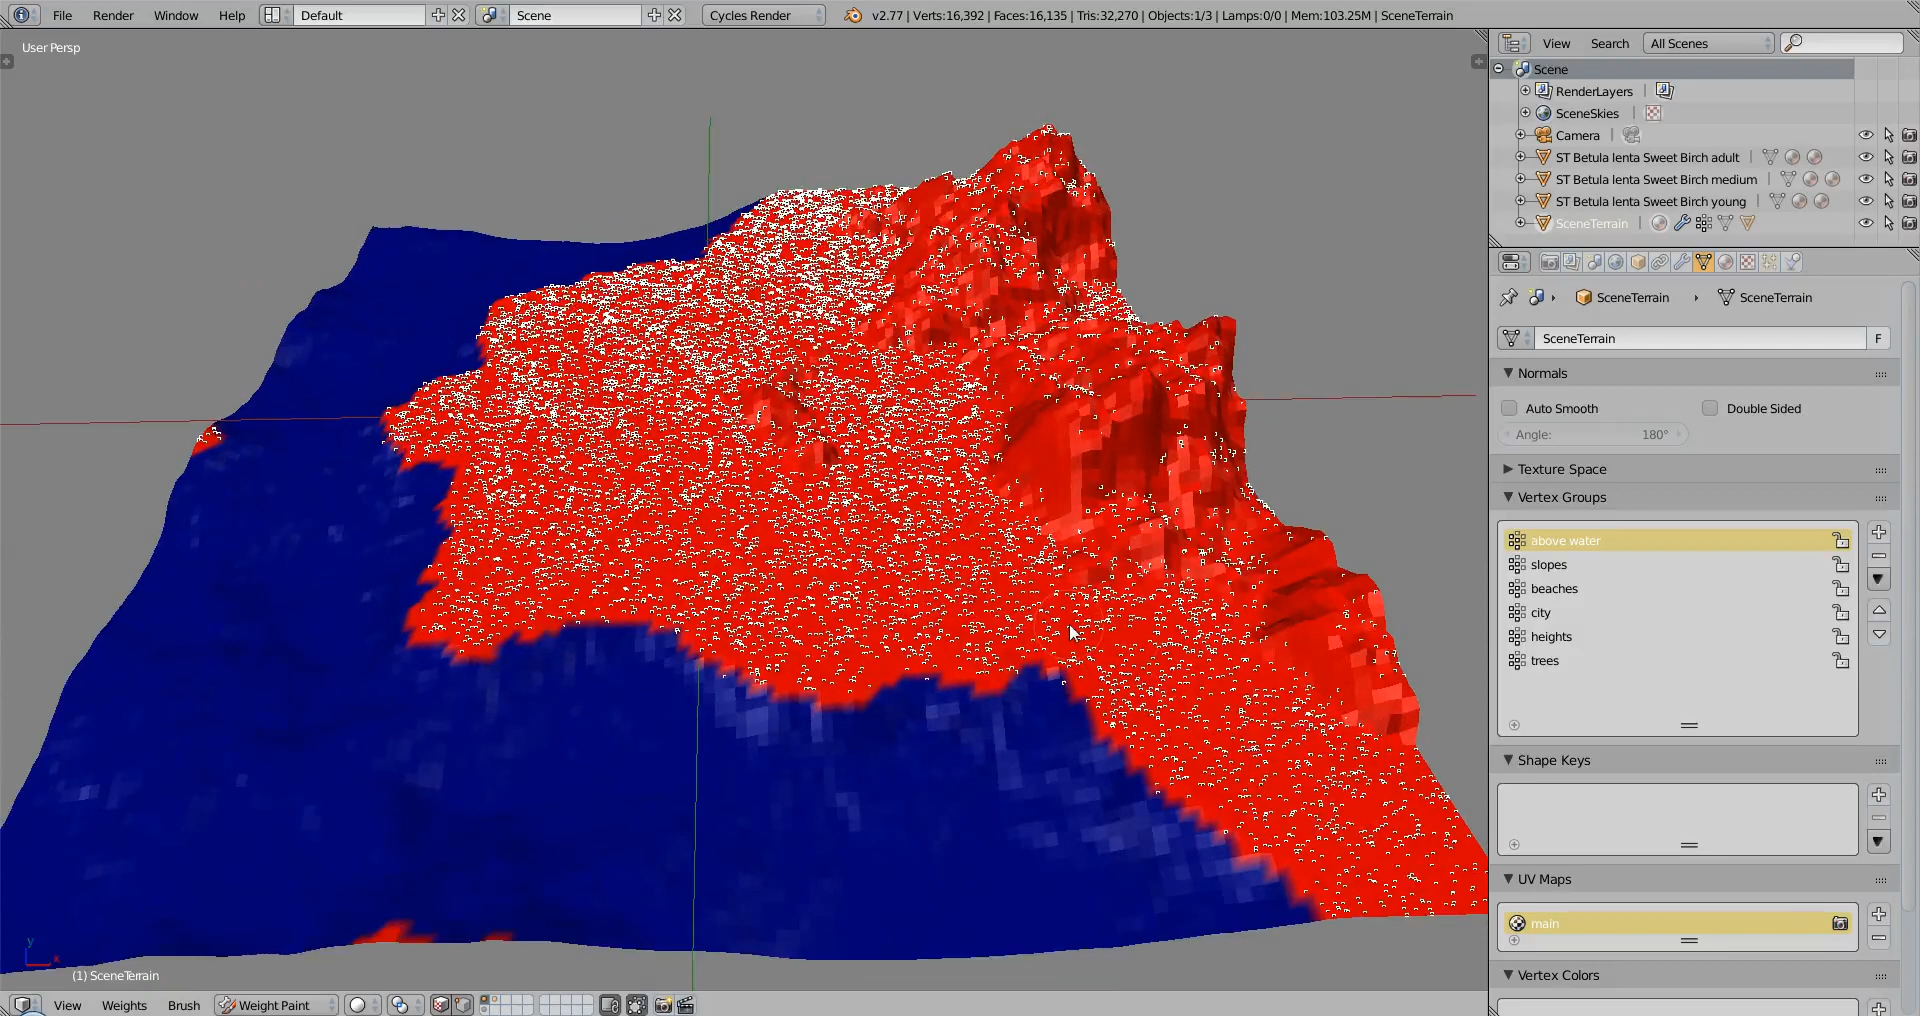 File Render Window Help Default Scene Cycles Render v2.77 | Verts:16,392 | Faces:16,135 | Tris:32,270 | Objects:1/3 | Lamps:0/0 | Mem:103.25M | SceneTerrain
User Persp
View Search All Scenes
Scene
RenderLayers
SceneSkies
Camera
ST Betula lenta Sweet Birch adult
ST Betula lenta Sweet Birch medium
ST Betula lenta Sweet Birch young
SceneTerrain
SceneTerrain SceneTerrain
SceneTerrain F
Normals
Auto Smooth Double Sided
Angle: 180°
Texture Space
Vertex Groups
above water
slopes
beaches
city
heights
trees
Shape Keys
UV Maps
main
Vertex Colors
y
x
(1) SceneTerrain
View Weights Brush Weight Paint